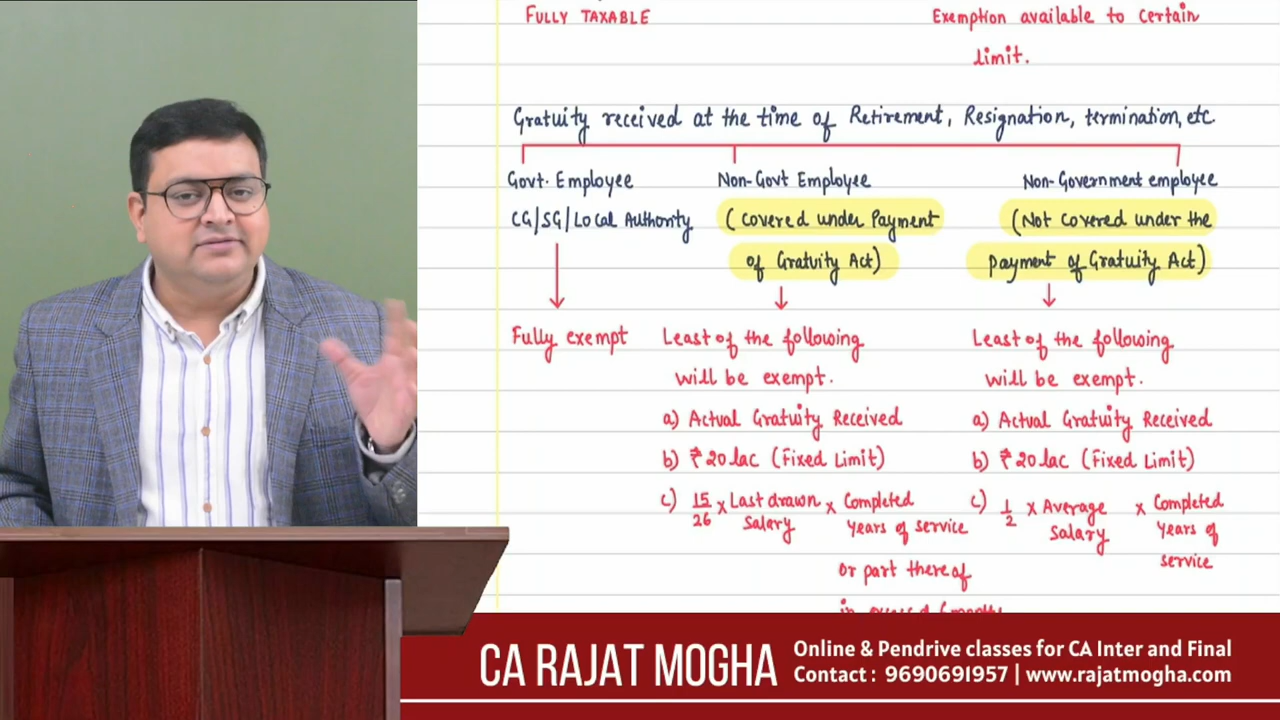 FULLY TAXABLE
Exemption available to certain
limit.
Gratuity received at the time of Retirement, Resignation, termination, etc.
Govt. Employee
CG/SG/Local Authority
Fully exempt
Non-Govt Employee
(Covered under Payment
of Gratuity Act)
Least of the following
will be exempt.
a) Actual Gratuity Received
b) ₹ 20 lac (Fixed Limit)
c) 15/26 × Last drawn Salary × Completed years of service
or part there of
Non-Government employee
(Not covered under the
payment of Gratuity Act)
Least of the following
will be exempt.
a) Actual Gratuity Received
b) ₹ 20 lac (Fixed Limit)
c) 1/2 × Average Salary × Completed years of service
CA RAJAT MOGHA
Online & Pendrive classes for CA Inter and Final
Contact : 9690691957 | www.rajatmogha.com